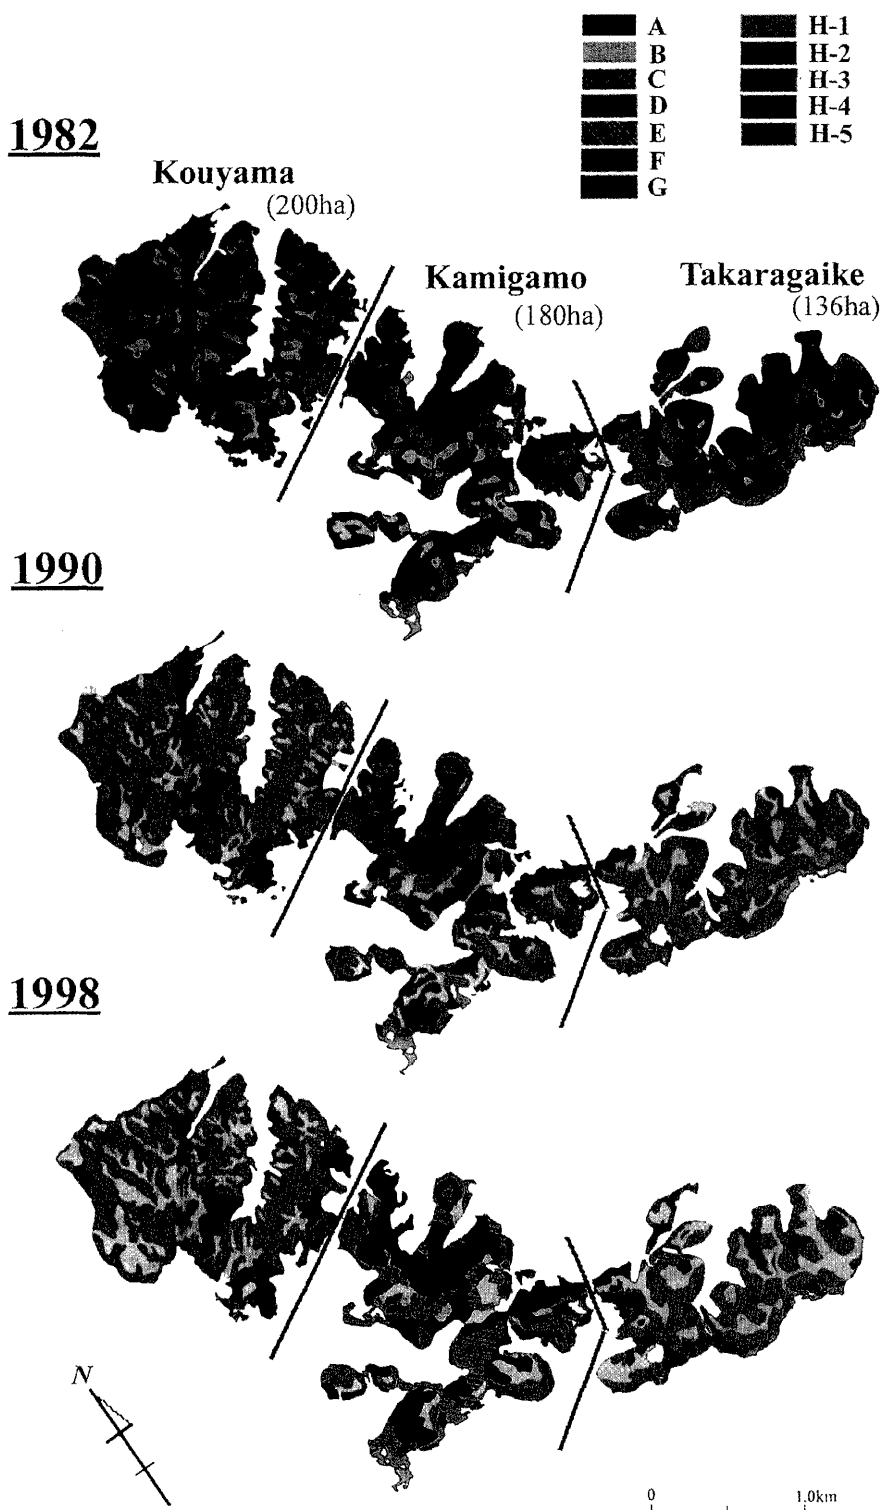 A H-1
B H-2
C H-3
D H-4
E H-5
F
G
1982
Kouyama
(200ha)
Kamigamo
(180ha)
Takaragaike
(136ha)
1990
1998
N
0 1.0km